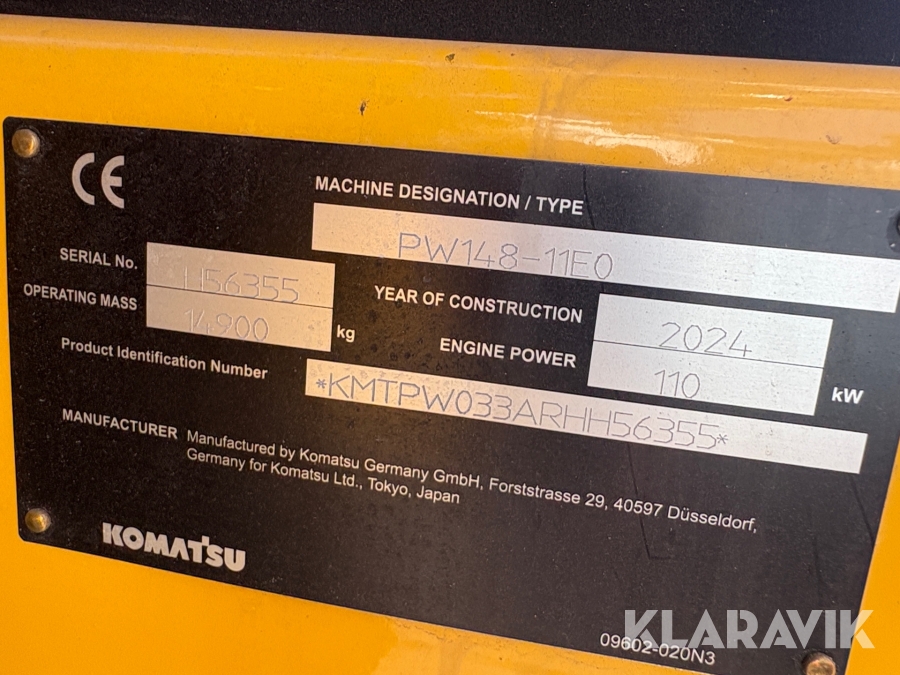 CE
MACHINE DESIGNATION / TYPE
PW148-11E0
SERIAL No.
H56355
YEAR OF CONSTRUCTION
2024
OPERATING MASS
14900
kg
ENGINE POWER
110
kW
Product Identification Number
*KMTPW033ARHH56355*
MANUFACTURER
Manufactured by Komatsu Germany GmbH, Forststrasse 29, 40597 Düsseldorf,
Germany for Komatsu Ltd., Tokyo, Japan
KOMATSU
09602-020N3
KLARAVIK